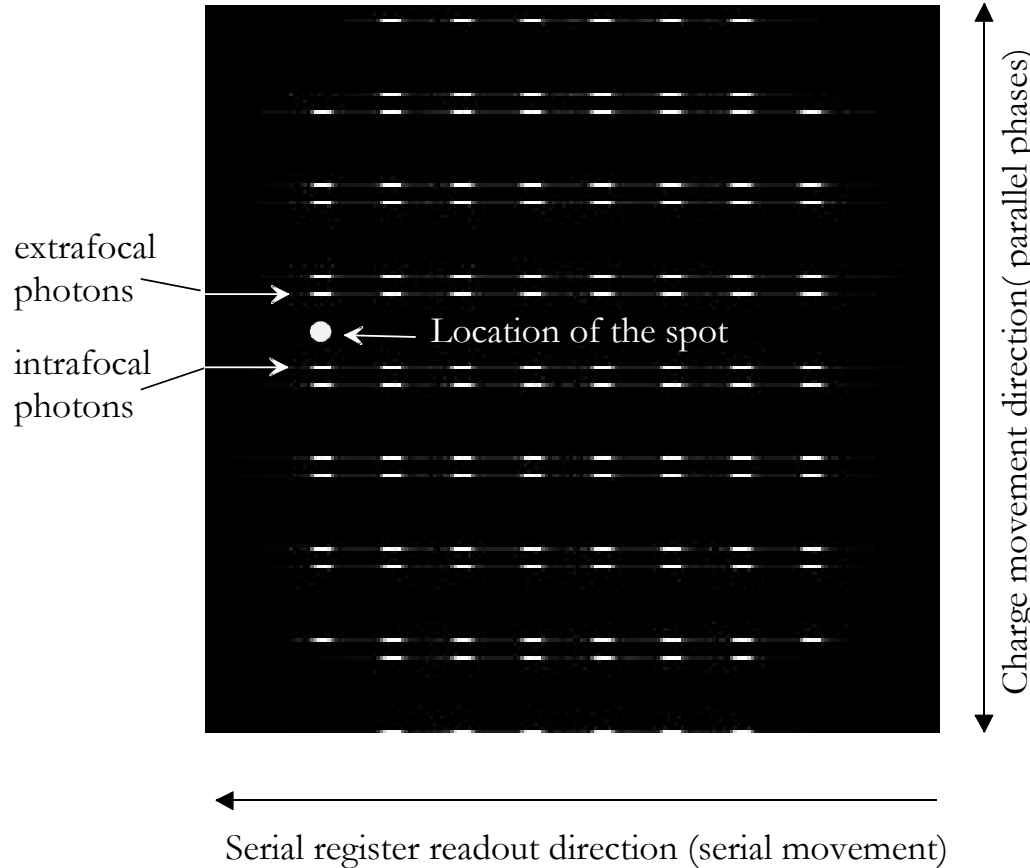 extrafocal
photons
Location of the spot
intrafocal
photons
Charge movement direction( parallel phases)
Serial register readout direction (serial movement)